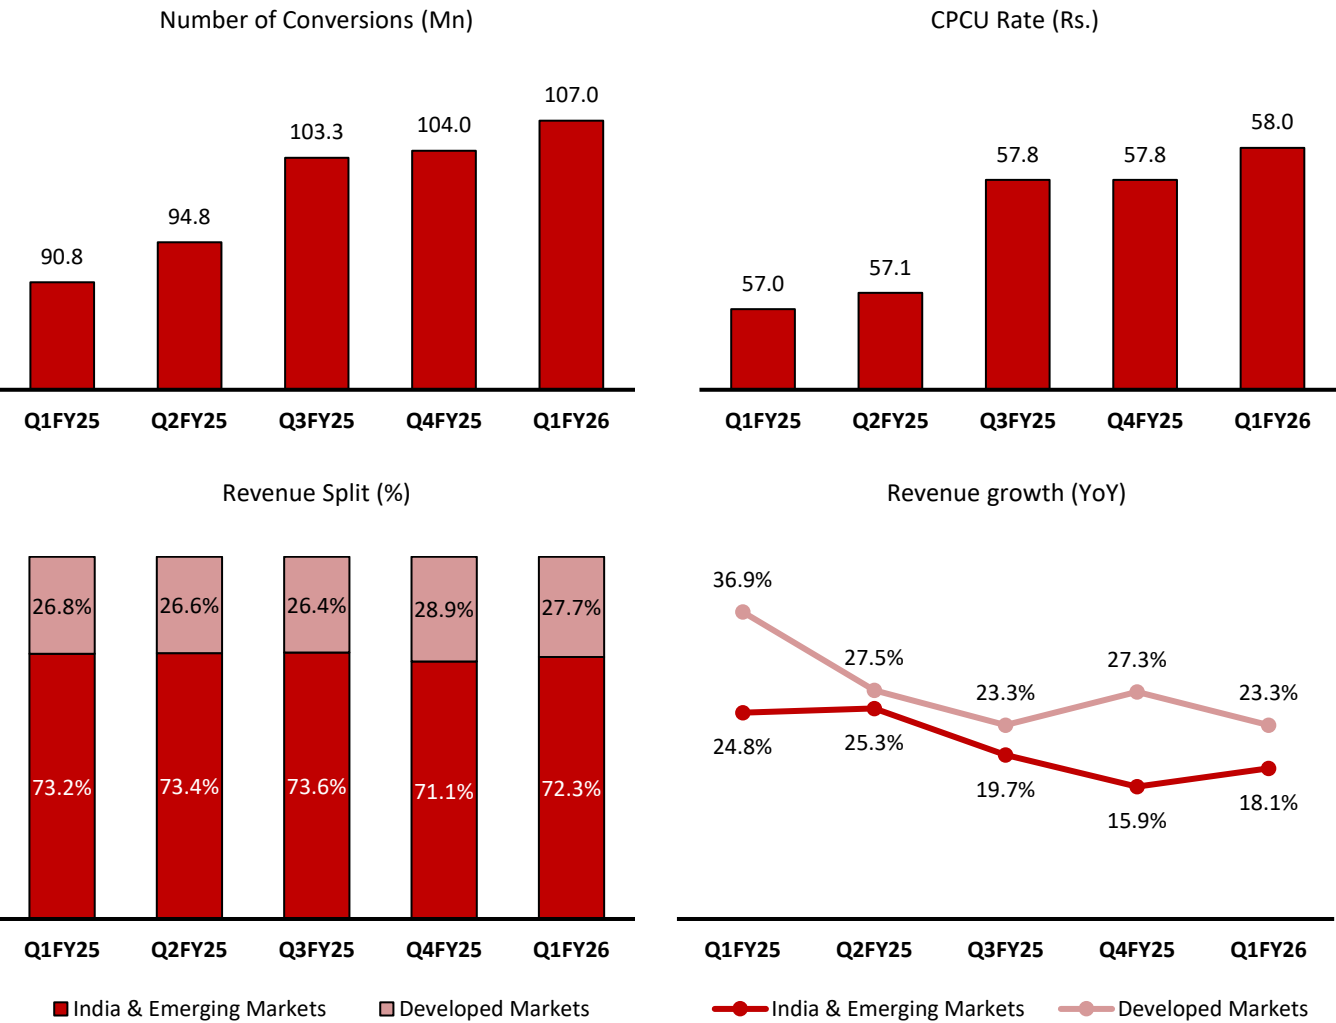 Number of Conversions (Mn)
90.8
94.8
103.3
104.0
107.0
Q1FY25 Q2FY25 Q3FY25 Q4FY25 Q1FY26
CPCU Rate (Rs.)
57.0
57.1
57.8
57.8
58.0
Q1FY25 Q2FY25 Q3FY25 Q4FY25 Q1FY26
Revenue Split (%)
26.8% 26.6% 26.4% 28.9% 27.7%
73.2% 73.4% 73.6% 71.1% 72.3%
Q1FY25 Q2FY25 Q3FY25 Q4FY25 Q1FY26
India & Emerging Markets Developed Markets
Revenue growth (YoY)
36.9%
27.5%
23.3%
27.3%
23.3%
24.8%
25.3%
19.7%
15.9%
18.1%
Q1FY25 Q2FY25 Q3FY25 Q4FY25 Q1FY26
India & Emerging Markets Developed Markets